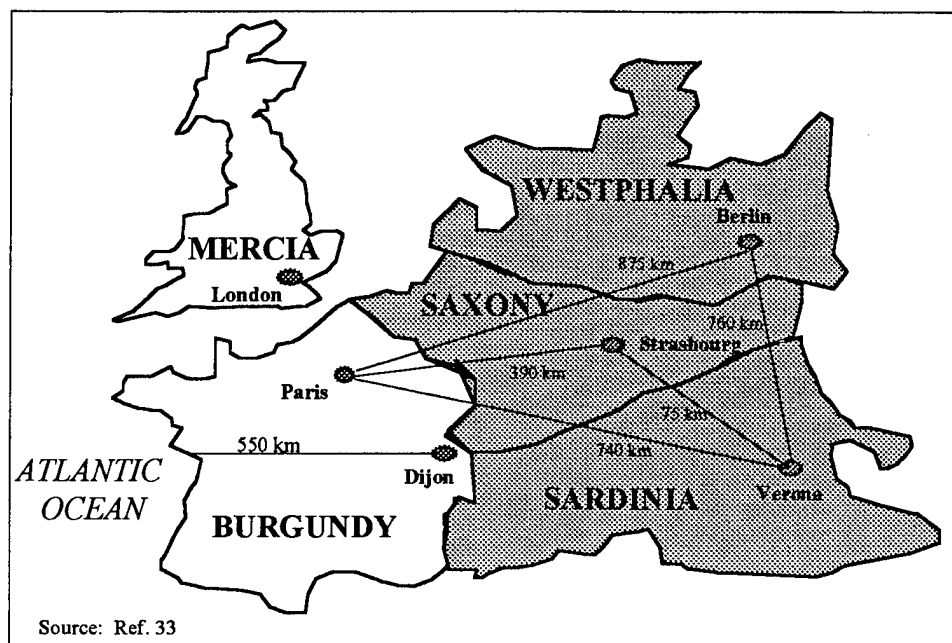 WESTPHALIA
Berlin
MERCIA
London
875 km
SAXONY
760 km
Strasbourg
Paris
390 km
75 km
550 km
740 km
ATLANTIC
OCEAN
Dijon
Verona
SARDINIA
BURGUNDY
Source: Ref. 33